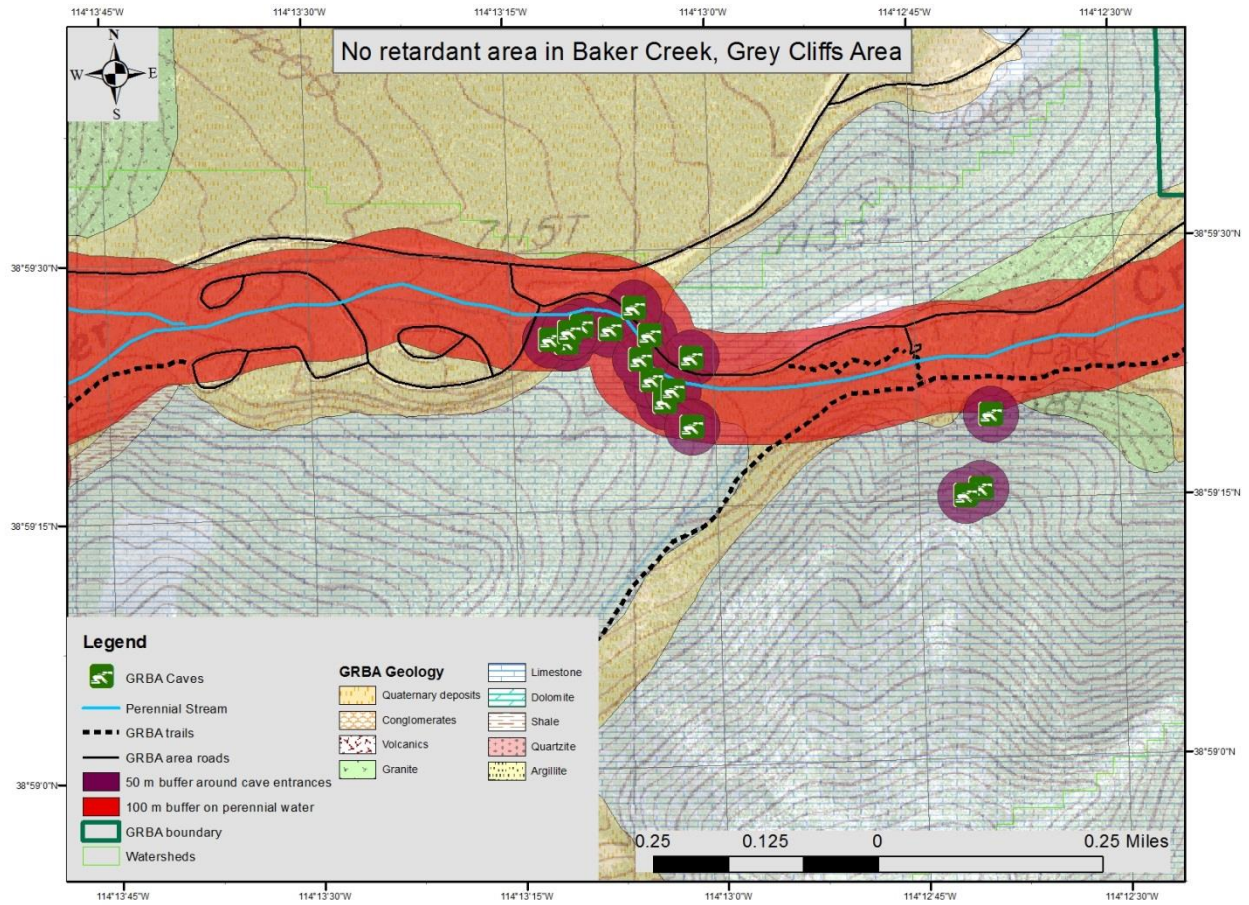 114°13'45"W 114°13'30"W 114°13'15"W 114°13'0"W 114°12'45"W 114°12'30"W
N
W E
S
No retardant area in Baker Creek, Grey Cliffs Area
7415T
7133T
38°59'30"N
38°59'30"N
Cr
Park
38°59'15"N
38°59'15"N
38°59'0"N
38°59'0"N
Legend
GRBA Caves
Perennial Stream
GRBA trails
GRBA area roads
50 m buffer around cave entrances
100 m buffer on perennial water
GRBA boundary
Watersheds
GRBA Geology
Quaternary deposits
Conglomerates
Volcanics
Granite
Limestone
Dolomite
Shale
Quartzite
Argillite
0.25 0.125 0 0.25 Miles
114°13'45"W 114°13'30"W 114°13'15"W 114°13'0"W 114°12'45"W 114°12'30"W